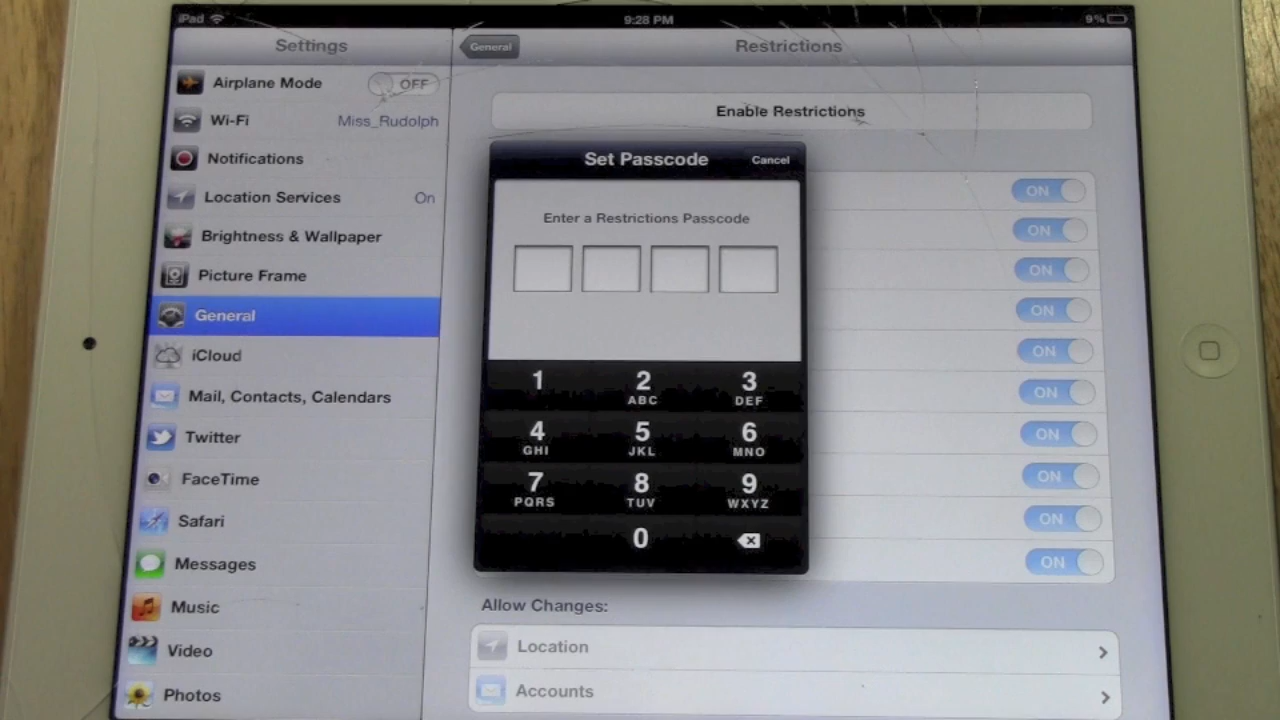 iPad 9:28 PM 9%
Settings
General Restrictions
Airplane Mode OFF
Wi-Fi Miss_Rudolph
Notifications
Location Services On
Brightness & Wallpaper
Picture Frame
General
iCloud
Mail, Contacts, Calendars
Twitter
FaceTime
Safari
Messages
Music
Video
Photos
Enable Restrictions
Set Passcode Cancel
Enter a Restrictions Passcode
1 2 3
ABC DEF
4 5 6
GHI JKL MNO
7 8 9
PQRS TUV WXYZ
0
ON
ON
ON
ON
ON
ON
ON
ON
ON
ON
Allow Changes:
Location
Accounts